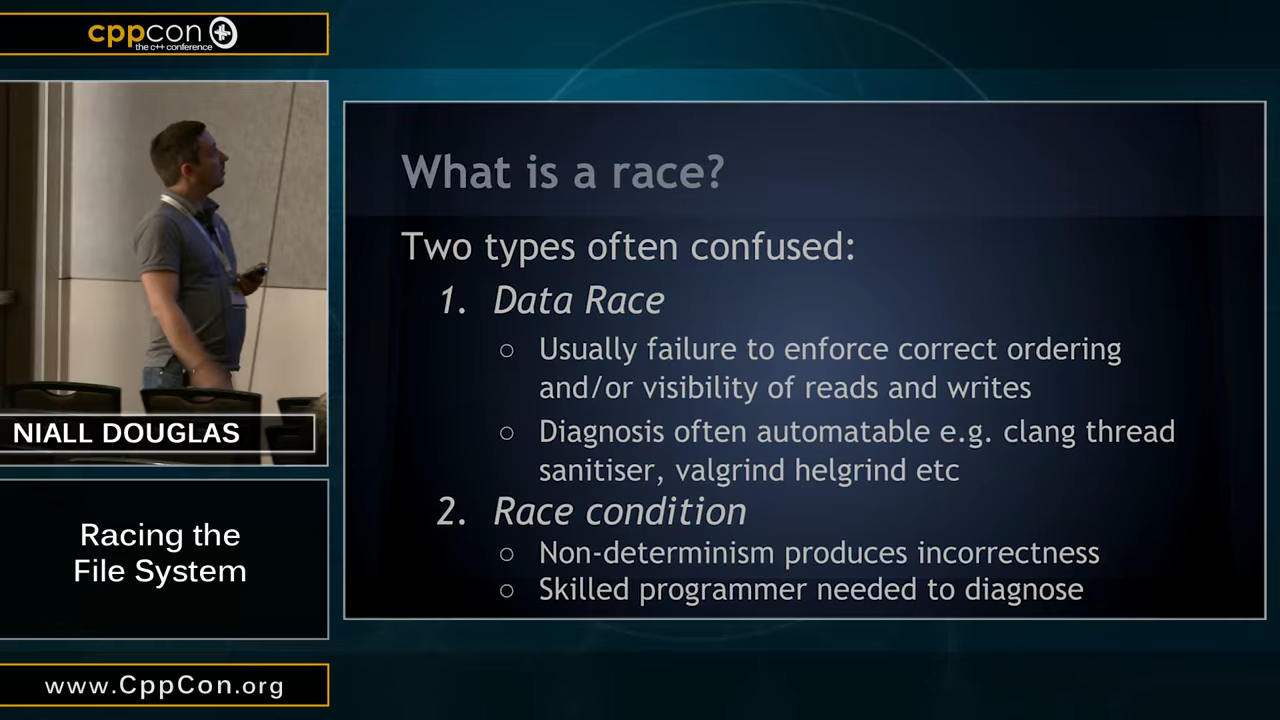 cppcon
the c++ conference
NIALL DOUGLAS
Racing the
File System
www.CppCon.org
What is a race?
Two types often confused:
1. Data Race
○ Usually failure to enforce correct ordering
and/or visibility of reads and writes
○ Diagnosis often automatable e.g. clang thread
sanitiser, valgrind helgrind etc
2. Race condition
○ Non-determinism produces incorrectness
○ Skilled programmer needed to diagnose